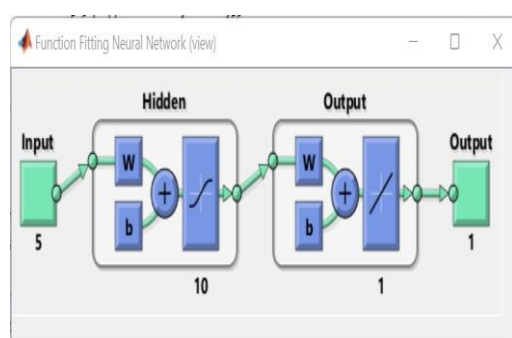 Function Fitting Neural Network (view)
Hidden
Output
Input
Output
W
W
b
b
5
10
1
1